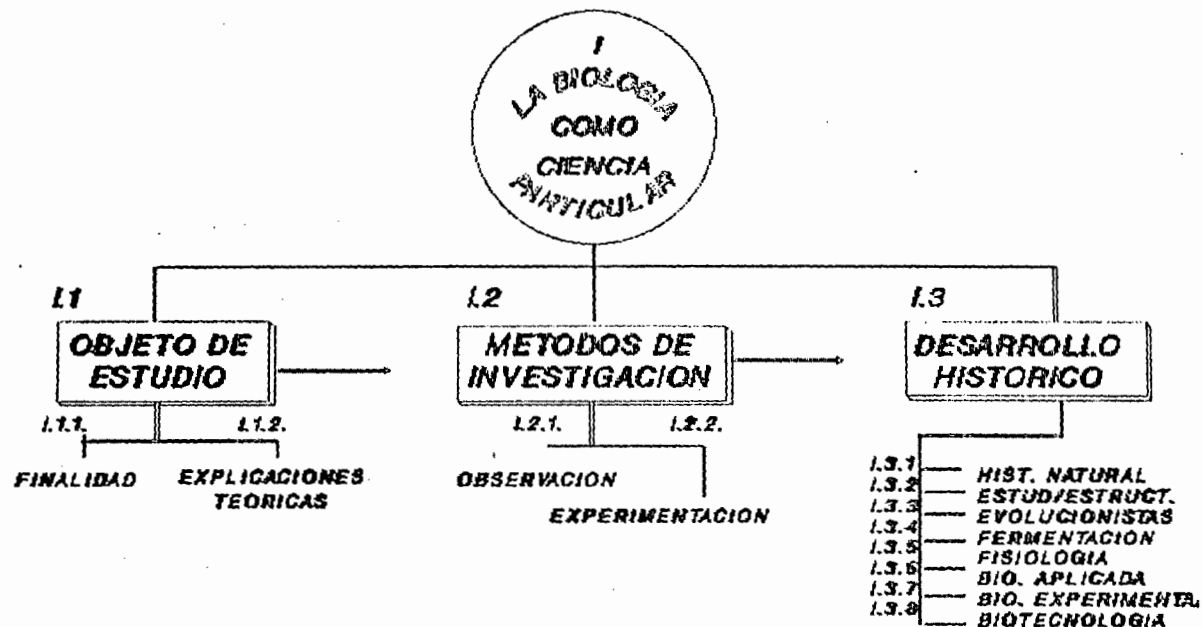 I
LA BIOLOGIA
COMO
CIENCIA
PARTICULAR
I.1
OBJETO DE
ESTUDIO
I.1.1.
I.1.2.
FINALIDAD
EXPLICACIONES
TEORICAS
I.2
METODOS DE
INVESTIGACION
I.2.1.
I.2.2.
OBSERVACION
EXPERIMENTACION
I.3
DESARROLLO
HISTORICO
I.3.1 HIST. NATURAL
I.3.2 ESTUD/ESTRUCT.
I.3.3 EVOLUCIONISTAS
I.3.4 FERMENTACION
I.3.5 FISIOLOGIA
I.3.6 BIO. APLICADA
I.3.7 BIO. EXPERIMENTA.
I.3.8 BIOTECNOLOGIA